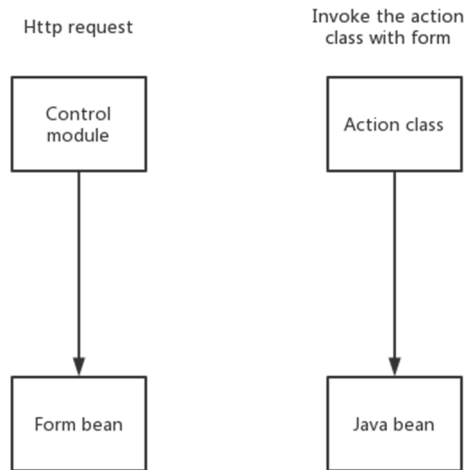 Http request
Invoke the action
class with form
Control
module
Action class
Form bean
Java bean